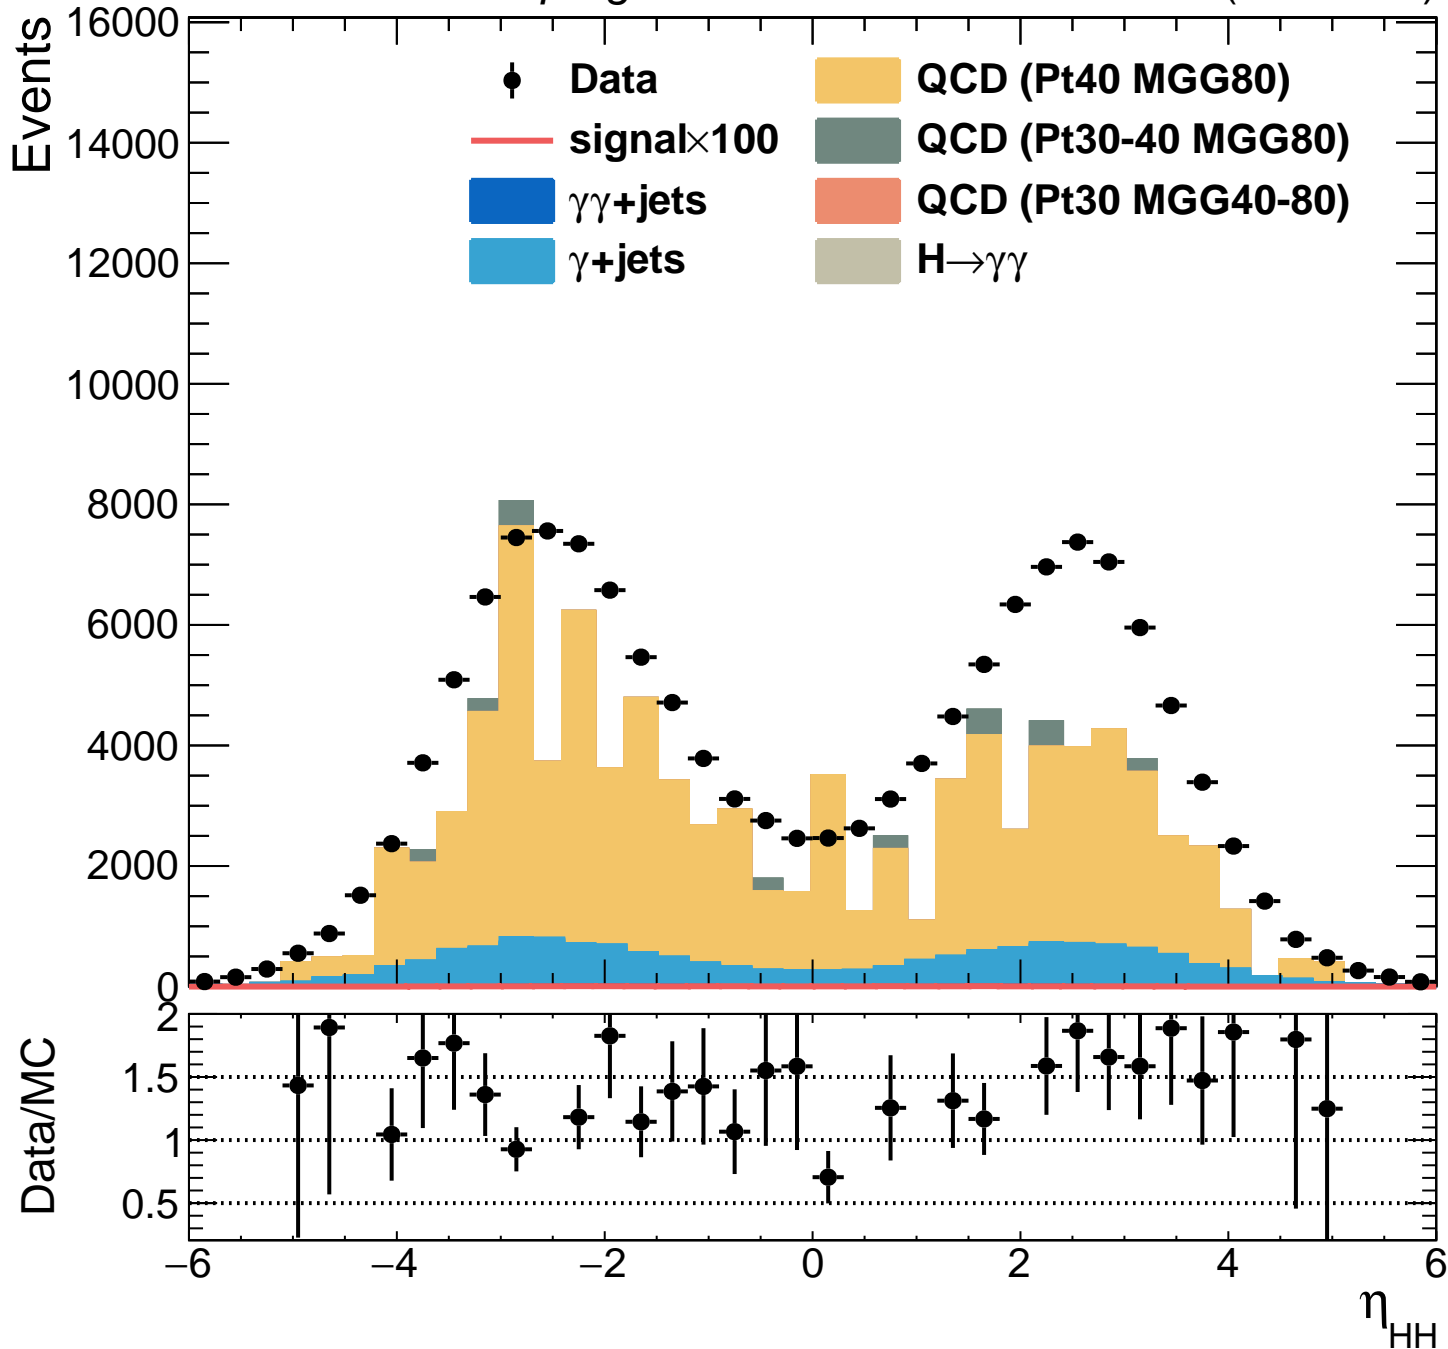 Events
16000
14000
12000
10000
8000
6000
4000
2000
0
Data
signal×100
γγ+jets
γ+jets
QCD (Pt40 MGG80)
QCD (Pt30-40 MGG80)
QCD (Pt30 MGG40-80)
H→γγ
Data/MC
2
1.5
1
0.5
−6 −4 −2 0 2 4 6
ηHH